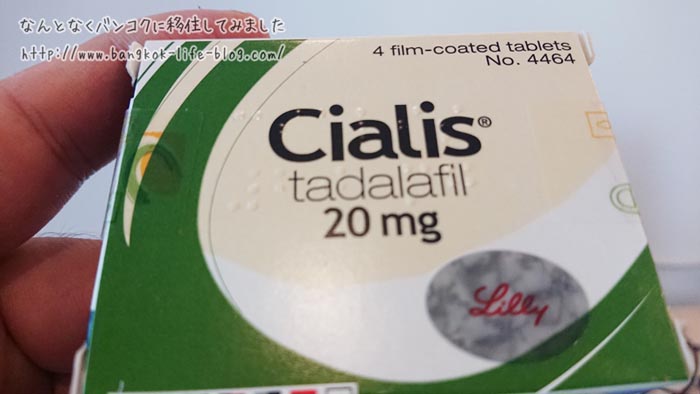 なんとなくバンコクに移住してみました
http://www.bangkok-life-blog.com/
4 film-coated tablets
No. 4464
Cialis®
tadalafil
20 mg
Lilly